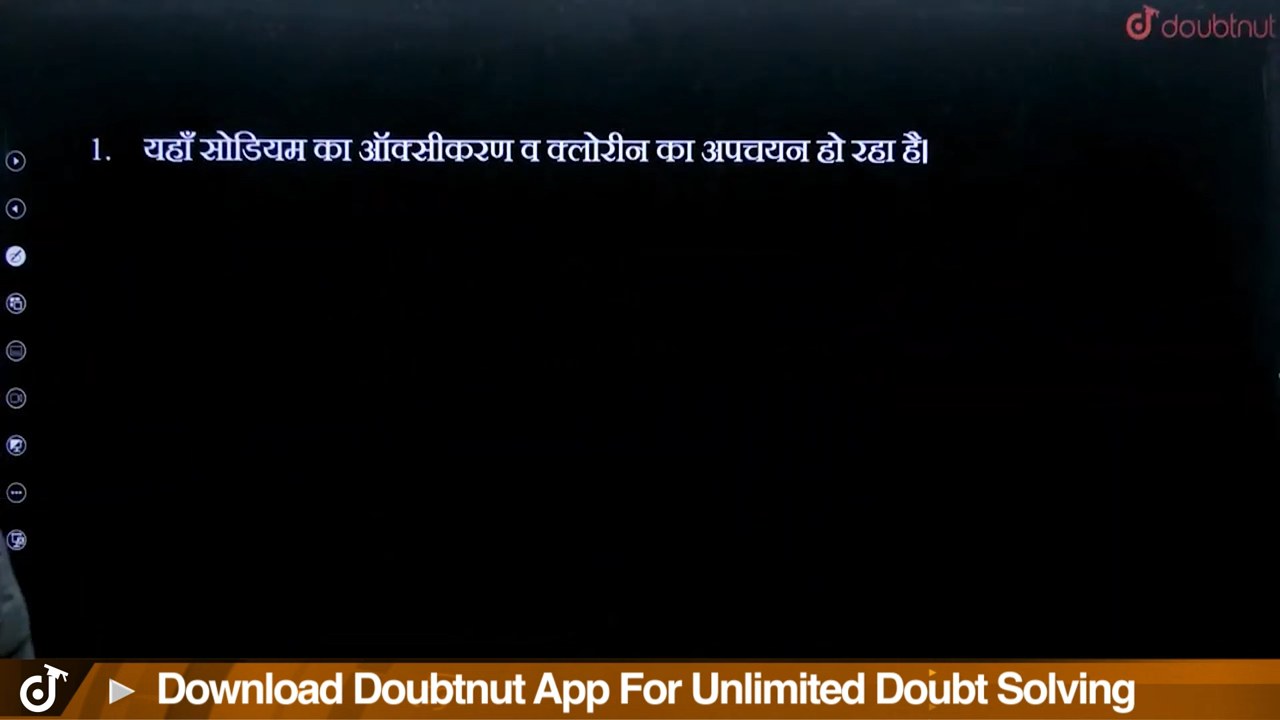 doubtnut
1. यहाँ सोडियम का ऑक्सीकरण व क्लोरीन का अपचयन हो रहा है।
Download Doubtnut App For Unlimited Doubt Solving